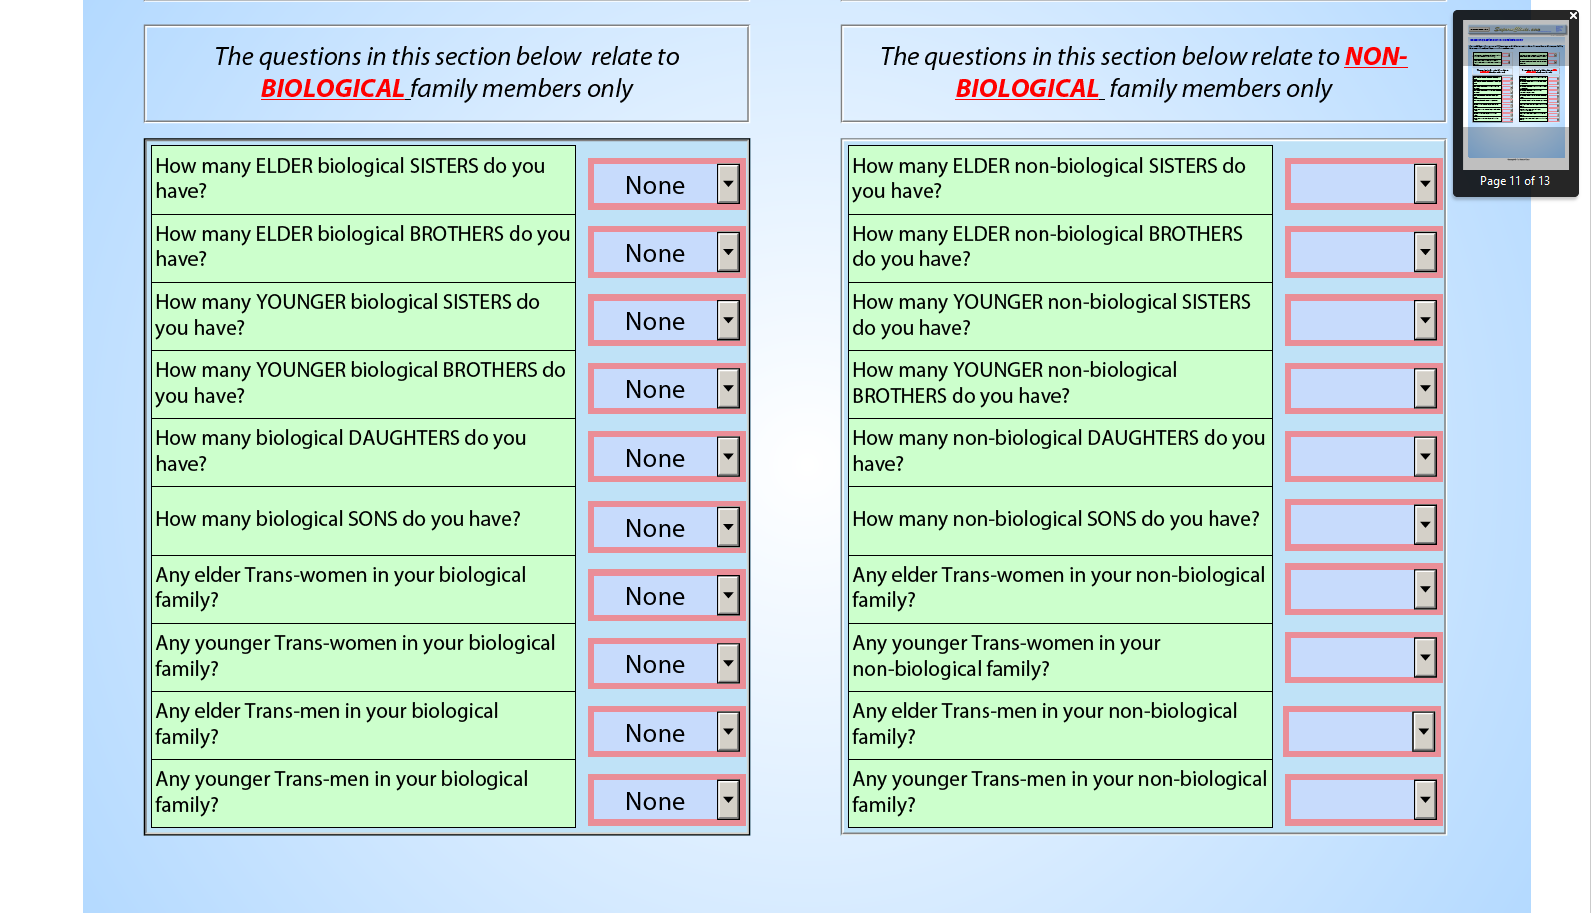 The questions in this section below relate to
BIOLOGICAL family members only
How many ELDER biological SISTERS do you
have?
None
How many ELDER biological BROTHERS do you
have?
None
How many YOUNGER biological SISTERS do
you have?
None
How many YOUNGER biological BROTHERS do
you have?
None
How many biological DAUGHTERS do you
have?
None
How many biological SONS do you have?
None
Any elder Trans-women in your biological
family?
None
Any younger Trans-women in your biological
family?
None
Any elder Trans-men in your biological
family?
None
Any younger Trans-men in your biological
family?
None
The questions in this section below relate to NON-
BIOLOGICAL family members only
How many ELDER non-biological SISTERS do
you have?
How many ELDER non-biological BROTHERS
do you have?
How many YOUNGER non-biological SISTERS
do you have?
How many YOUNGER non-biological
BROTHERS do you have?
How many non-biological DAUGHTERS do you
have?
How many non-biological SONS do you have?
Any elder Trans-women in your non-biological
family?
Any younger Trans-women in your
non-biological family?
Any elder Trans-men in your non-biological
family?
Any younger Trans-men in your non-biological
family?
Page 11 of 13